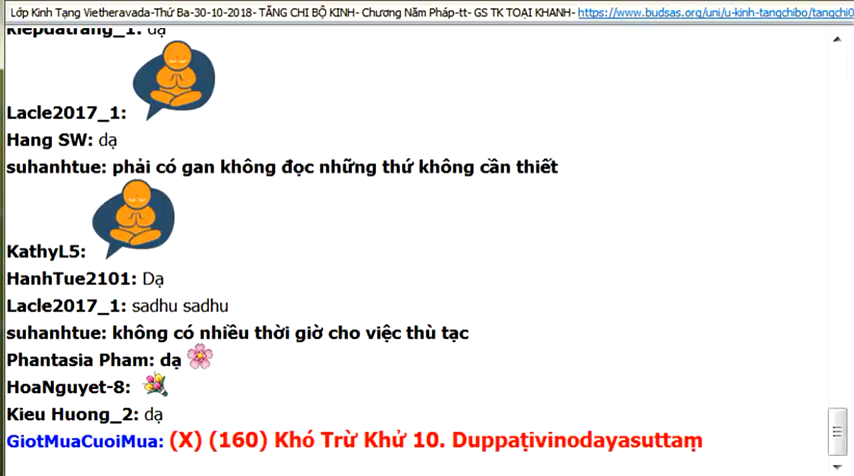 Lớp Kinh Tạng Vietheravada-Thứ Ba-30-10-2018- TĂNG CHI BỘ KINH- Chương Năm Pháp-tt- GS TK TOẠI KHANH- https://www.budsas.org/uni/u-kinh-tangchibo/tangchi0
kiepdatrang_1: dạ
Lacle2017_1:
Hang SW: dạ
suhanhtue: phải có gan không đọc những thứ không cần thiết
KathyL5:
HanhTue2101: Dạ
Lacle2017_1: sadhu sadhu
suhanhtue: không có nhiều thời giờ cho việc thù tạc
Phantasia Pham: dạ
HoaNguyet-8:
Kieu Huong_2: dạ
GiotMuaCuoiMua: (X) (160) Khó Trừ Khử 10. Duppaṭivinodayasuttaṃ